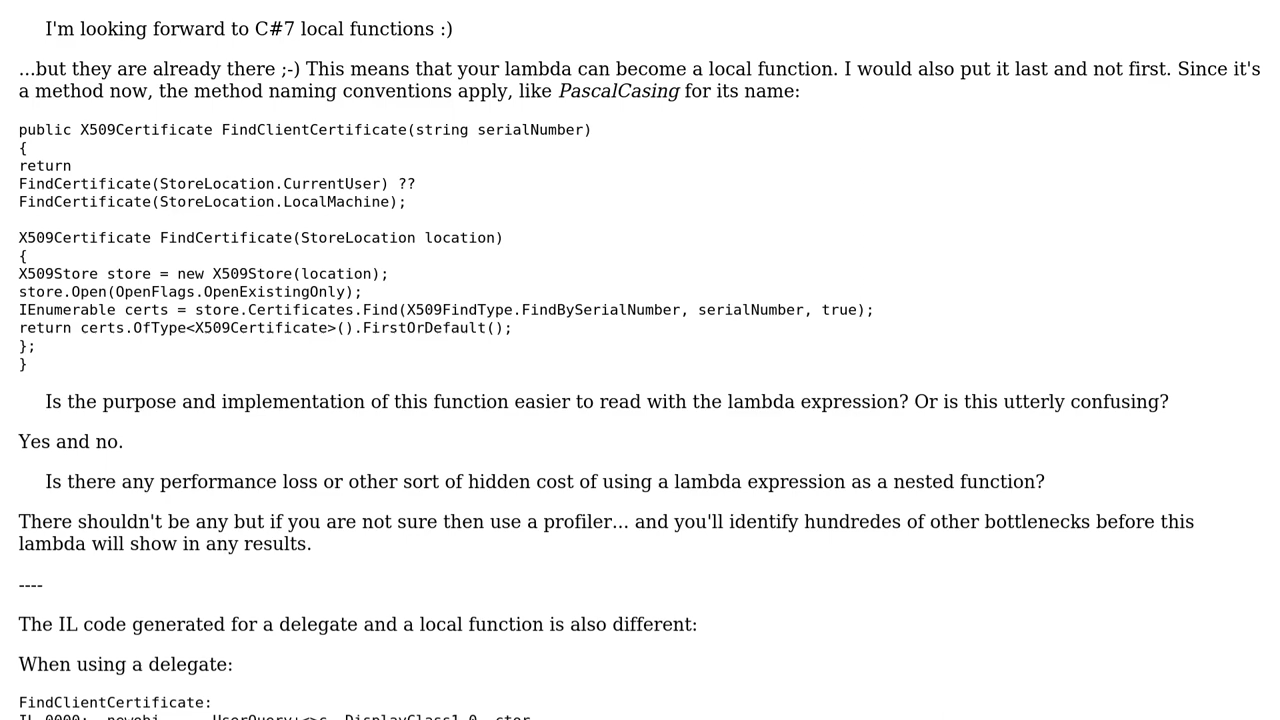 I'm looking forward to C#7 local functions :)
...but they are already there ;-) This means that your lambda can become a local function. I would also put it last and not first. Since it's
a method now, the method naming conventions apply, like PascalCasing for its name:
public X509Certificate FindClientCertificate(string serialNumber)
{
return
FindCertificate(StoreLocation.CurrentUser) ??
FindCertificate(StoreLocation.LocalMachine);
X509Certificate FindCertificate(StoreLocation location)
{
X509Store store = new X509Store(location);
store.Open(OpenFlags.OpenExistingOnly);
IEnumerable certs = store.Certificates.Find(X509FindType.FindBySerialNumber, serialNumber, true);
return certs.OfType<X509Certificate>().FirstOrDefault();
};
}
Is the purpose and implementation of this function easier to read with the lambda expression? Or is this utterly confusing?
Yes and no.
Is there any performance loss or other sort of hidden cost of using a lambda expression as a nested function?
There shouldn't be any but if you are not sure then use a profiler... and you'll identify hundredes of other bottlenecks before this
lambda will show in any results.
----
The IL code generated for a delegate and a local function is also different:
When using a delegate:
FindClientCertificate: